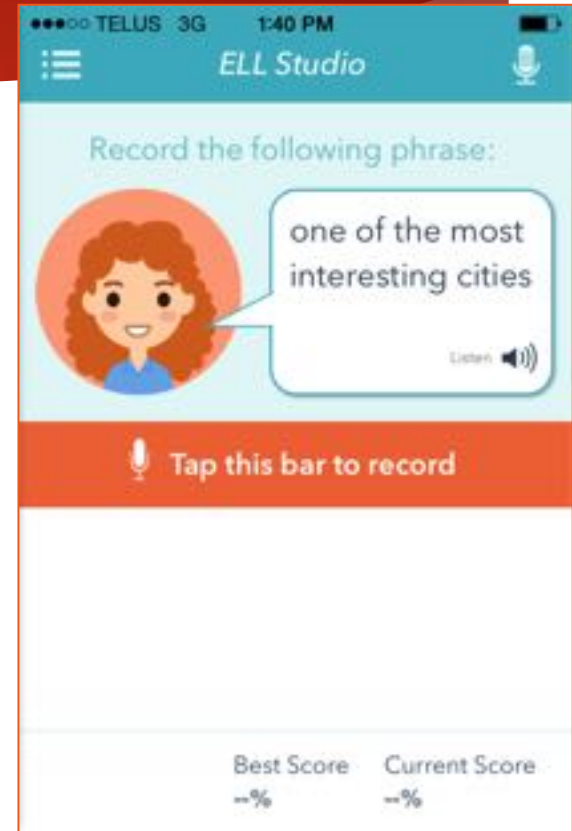 TELUS 3G 1:40 PM
ELL Studio
Record the following phrase:
one of the most
interesting cities
Listen
Tap this bar to record
Best Score Current Score
--% --%